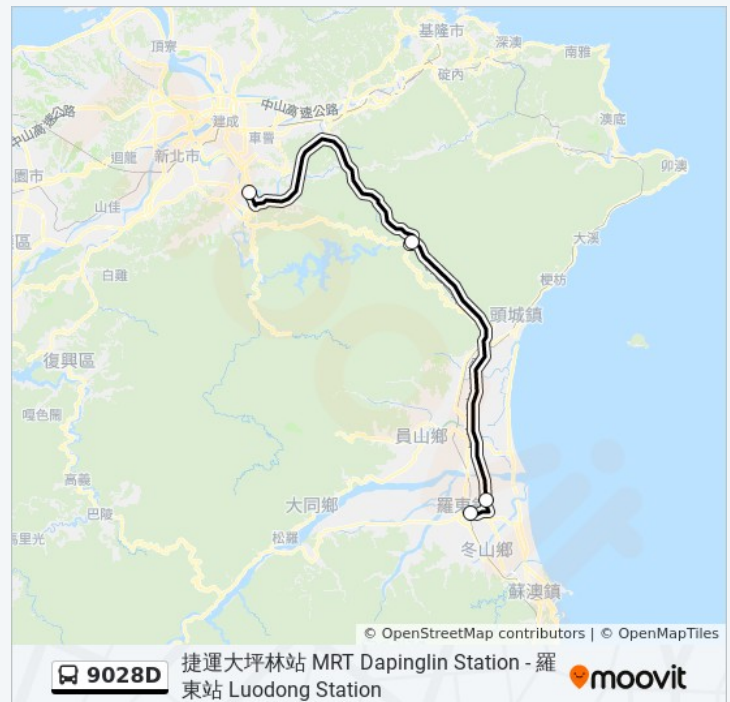 基隆市
深澳
南雅
頂寮
碇內
中山高速公路
中山高速公路
建成
車層
澳底
迴龍
新北市
卯澳
園市
山佳
區
大溪
白雞
梗枋
頭城鎮
復興區
嘎色鬧
員山鄉
高義
大同鄉
羅東
巴陵
馬里光
松羅
冬山鄉
蘇澳鎮
© OpenStreetMap contributors | © OpenMapTiles
9028D
捷運大坪林站 MRT Dapinglin Station - 羅
東站 Luodong Station
moovit